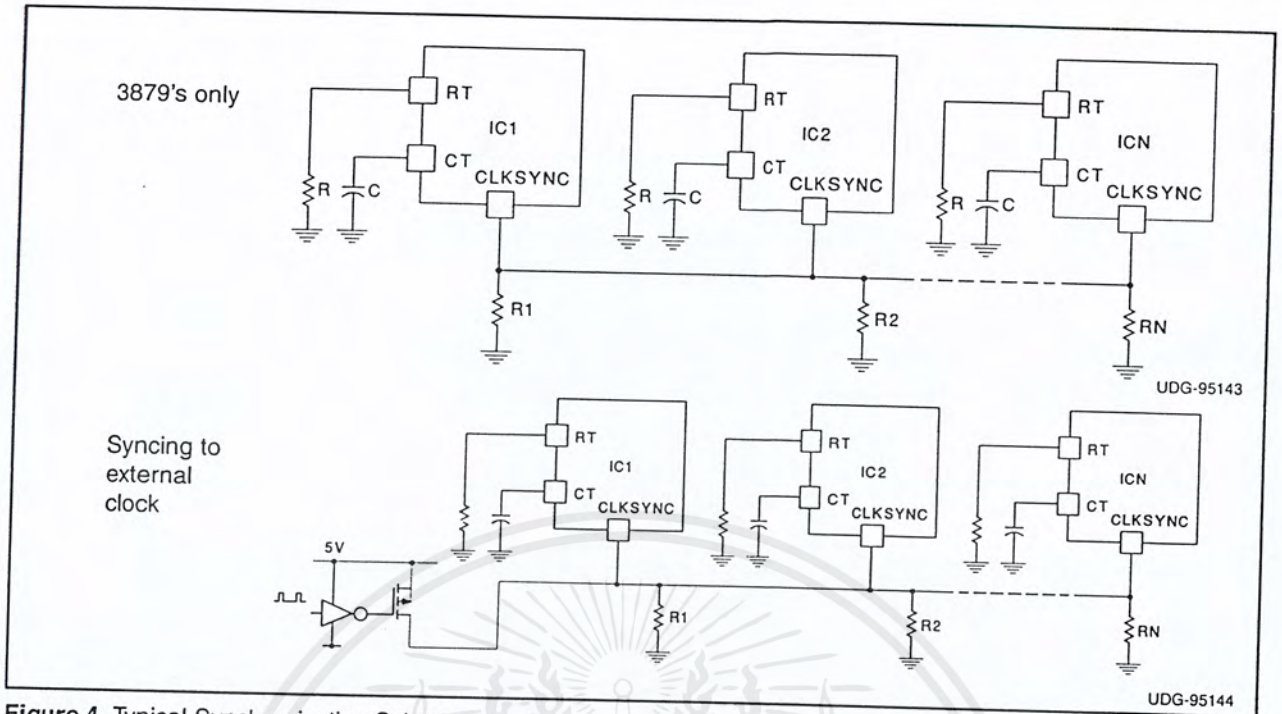 3879's only
RT
IC1
CT
CLKSYNC
R
C
R1
RT
IC2
CT
CLKSYNC
R
C
R2
RT
ICN
CT
CLKSYNC
R
C
RN
UDG-95143
Syncing to
external
clock
5V
RT
IC1
CT
CLKSYNC
R1
RT
IC2
CT
CLKSYNC
R2
RT
ICN
CT
CLKSYNC
RN
UDG-95144
Figure 4. Typical